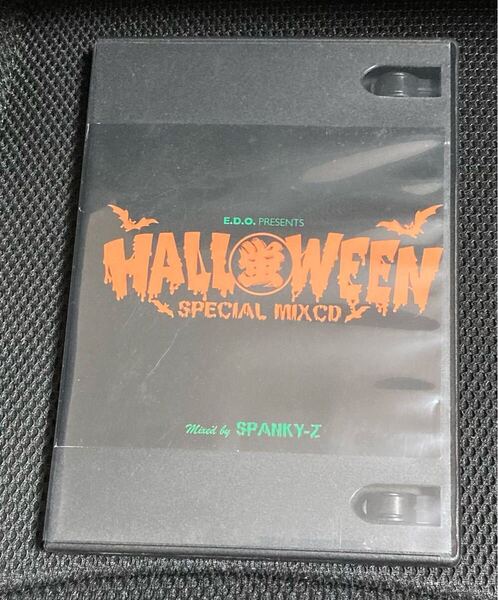 E.D.O. PRESENTS
HALL蛍WEEN
SPECIAL MIXCD
Mixed by SPANKY-Z